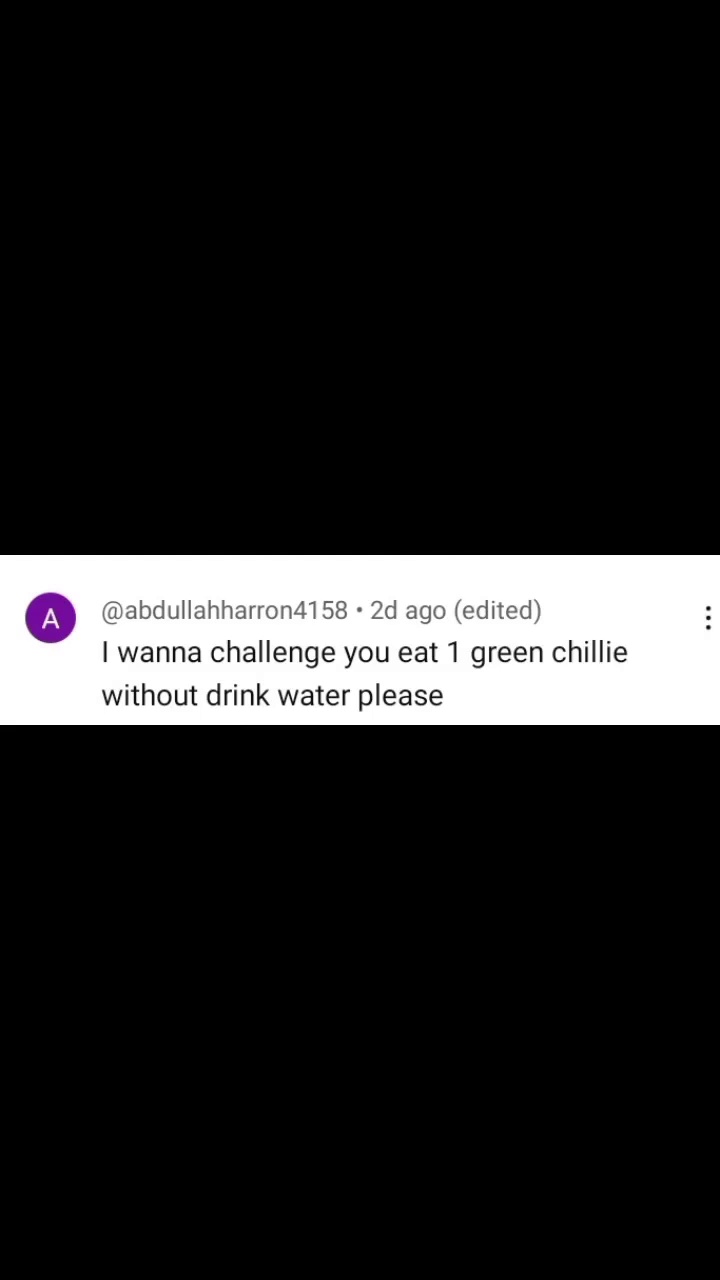 A
@abdullahharron4158 • 2d ago (edited)
I wanna challenge you eat 1 green chillie
without drink water please